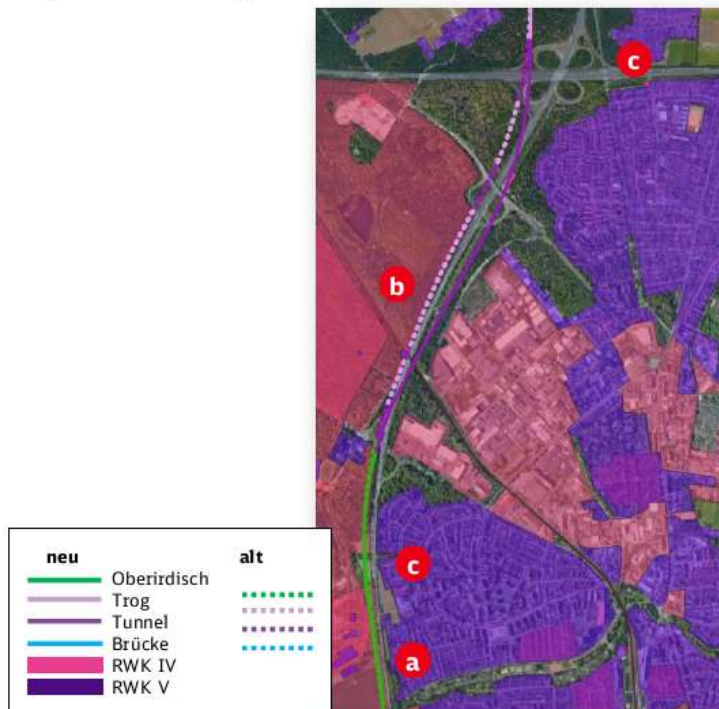 c
b
c
a
neu alt
Oberirdisch
Trog
Tunnel
Brücke
RWK IV
RWK V